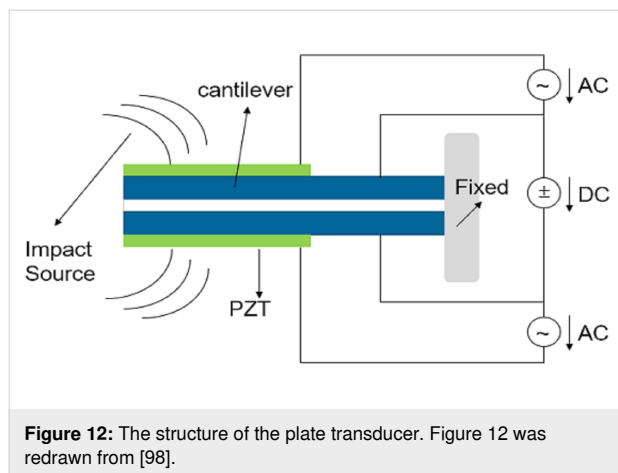 cantilever
AC
Fixed
±
DC
Impact
Source
PZT
AC
Figure 12: The structure of the plate transducer. Figure 12 was
redrawn from [98].